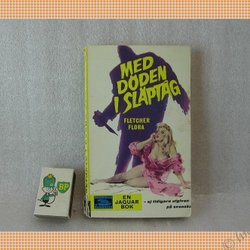 MED
DÖDEN
I SLÄPTÅG
FLETCHER
FLORA
EN
JAGUAR
BOK
- ej tidigare utgiven
på svenska
BP